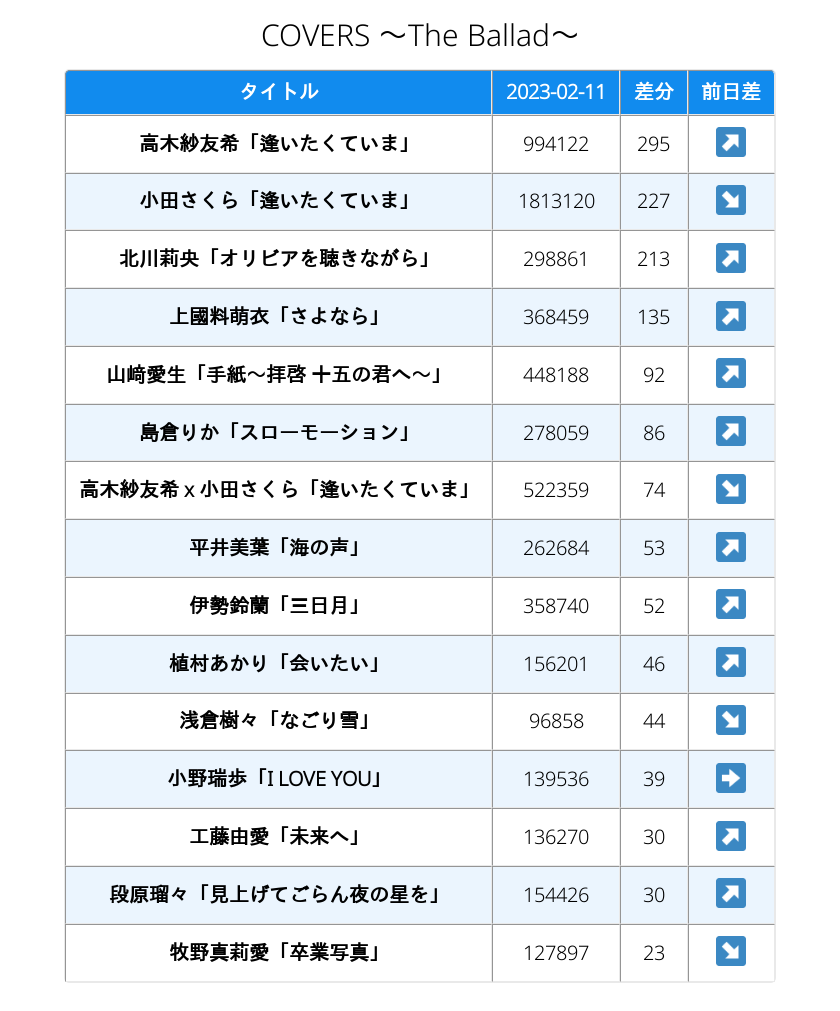 COVERS ～The Ballad～
タイトル 2023-02-11 差分 前日差
高木紗友希「逢いたくていま」 994122 295 ↗
小田さくら「逢いたくていま」 1813120 227 ↘
北川莉央「オリビアを聴きながら」 298861 213 ↗
上國料萌衣「さよなら」 368459 135 ↗
山﨑愛生「手紙～拝啓 十五の君へ～」 448188 92 ↗
島倉りか「スローモーション」 278059 86 ↗
高木紗友希 x 小田さくら「逢いたくていま」 522359 74 ↘
平井美葉「海の声」 262684 53 ↗
伊勢鈴蘭「三日月」 358740 52 ↗
植村あかり「会いたい」 156201 46 ↗
浅倉樹々「なごり雪」 96858 44 ↘
小野瑞歩「I LOVE YOU」 139536 39 ➡
工藤由愛「未来へ」 136270 30 ↗
段原瑠々「見上げてごらん夜の星を」 154426 30 ↗
牧野真莉愛「卒業写真」 127897 23 ↘